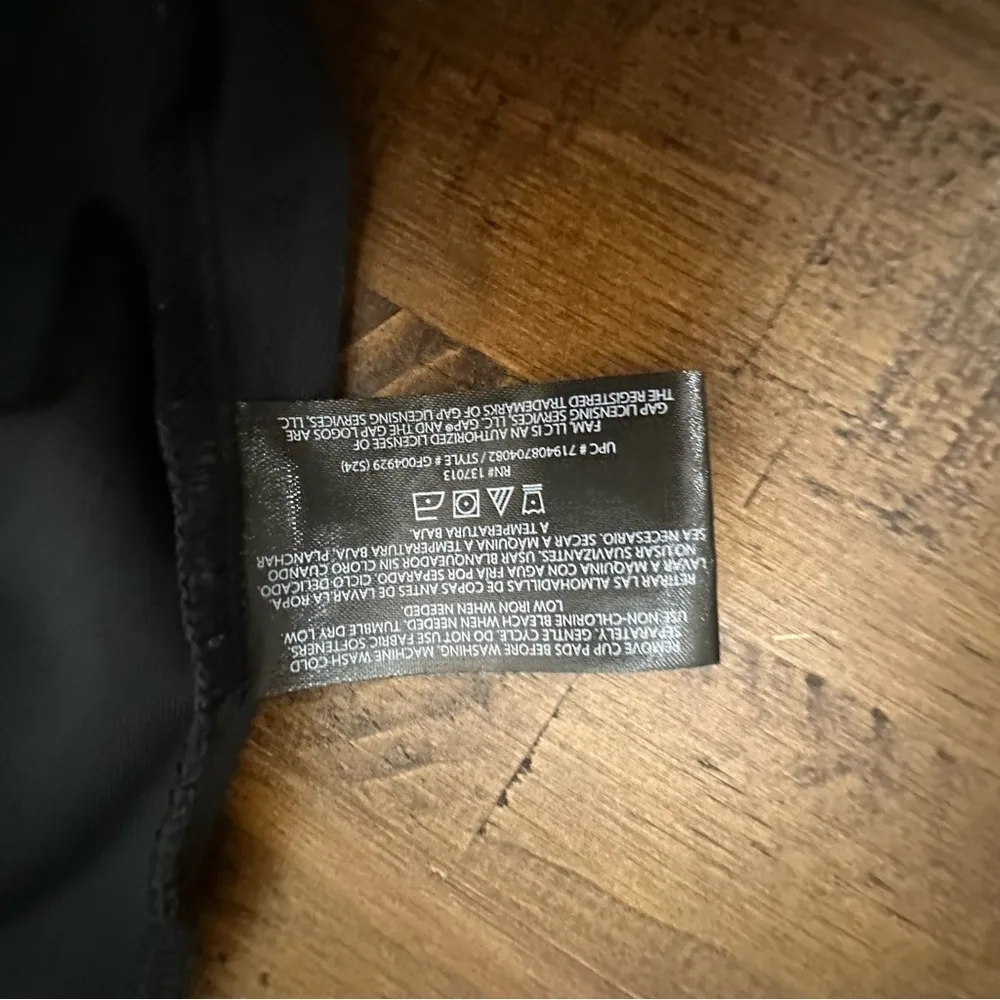 REMOVE CUP PADS BEFORE WASHING. MACHINE WASH COLD
SEPARATELY. GENTLE CYCLE. DO NOT USE FABRIC SOFTENERS.
USE NON-CHLORINE BLEACH WHEN NEEDED. TUMBLE DRY LOW.
LOW IRON WHEN NEEDED
RETIRAR LAS ALMOHADILLAS DE COPAS ANTES DE LAVAR LA ROPA.
LAVAR A MAQUINA CON AGUA FRÍA POR SEPARADO. CICLO DELICADO.
NO USAR SUAVIZANTES. USAR BLANQUEADOR SIN CLORO CUANDO
SEA NECESARIO. SECAR A MÁQUINA A TEMPERATURA BAJA. PLANCHAR
A TEMPERATURA BAJA.
RN# 137013
UPC # 719408704082 / STYLE # GF004929 (S24)
FAM, LLC IS AN AUTHORIZED LICENSEE OF
GAP LICENSING SERVICES, LLC. GAP® AND THE GAP LOGOS ARE
THE REGISTERED TRADEMARKS OF GAP LICENSING SERVICES, LLC